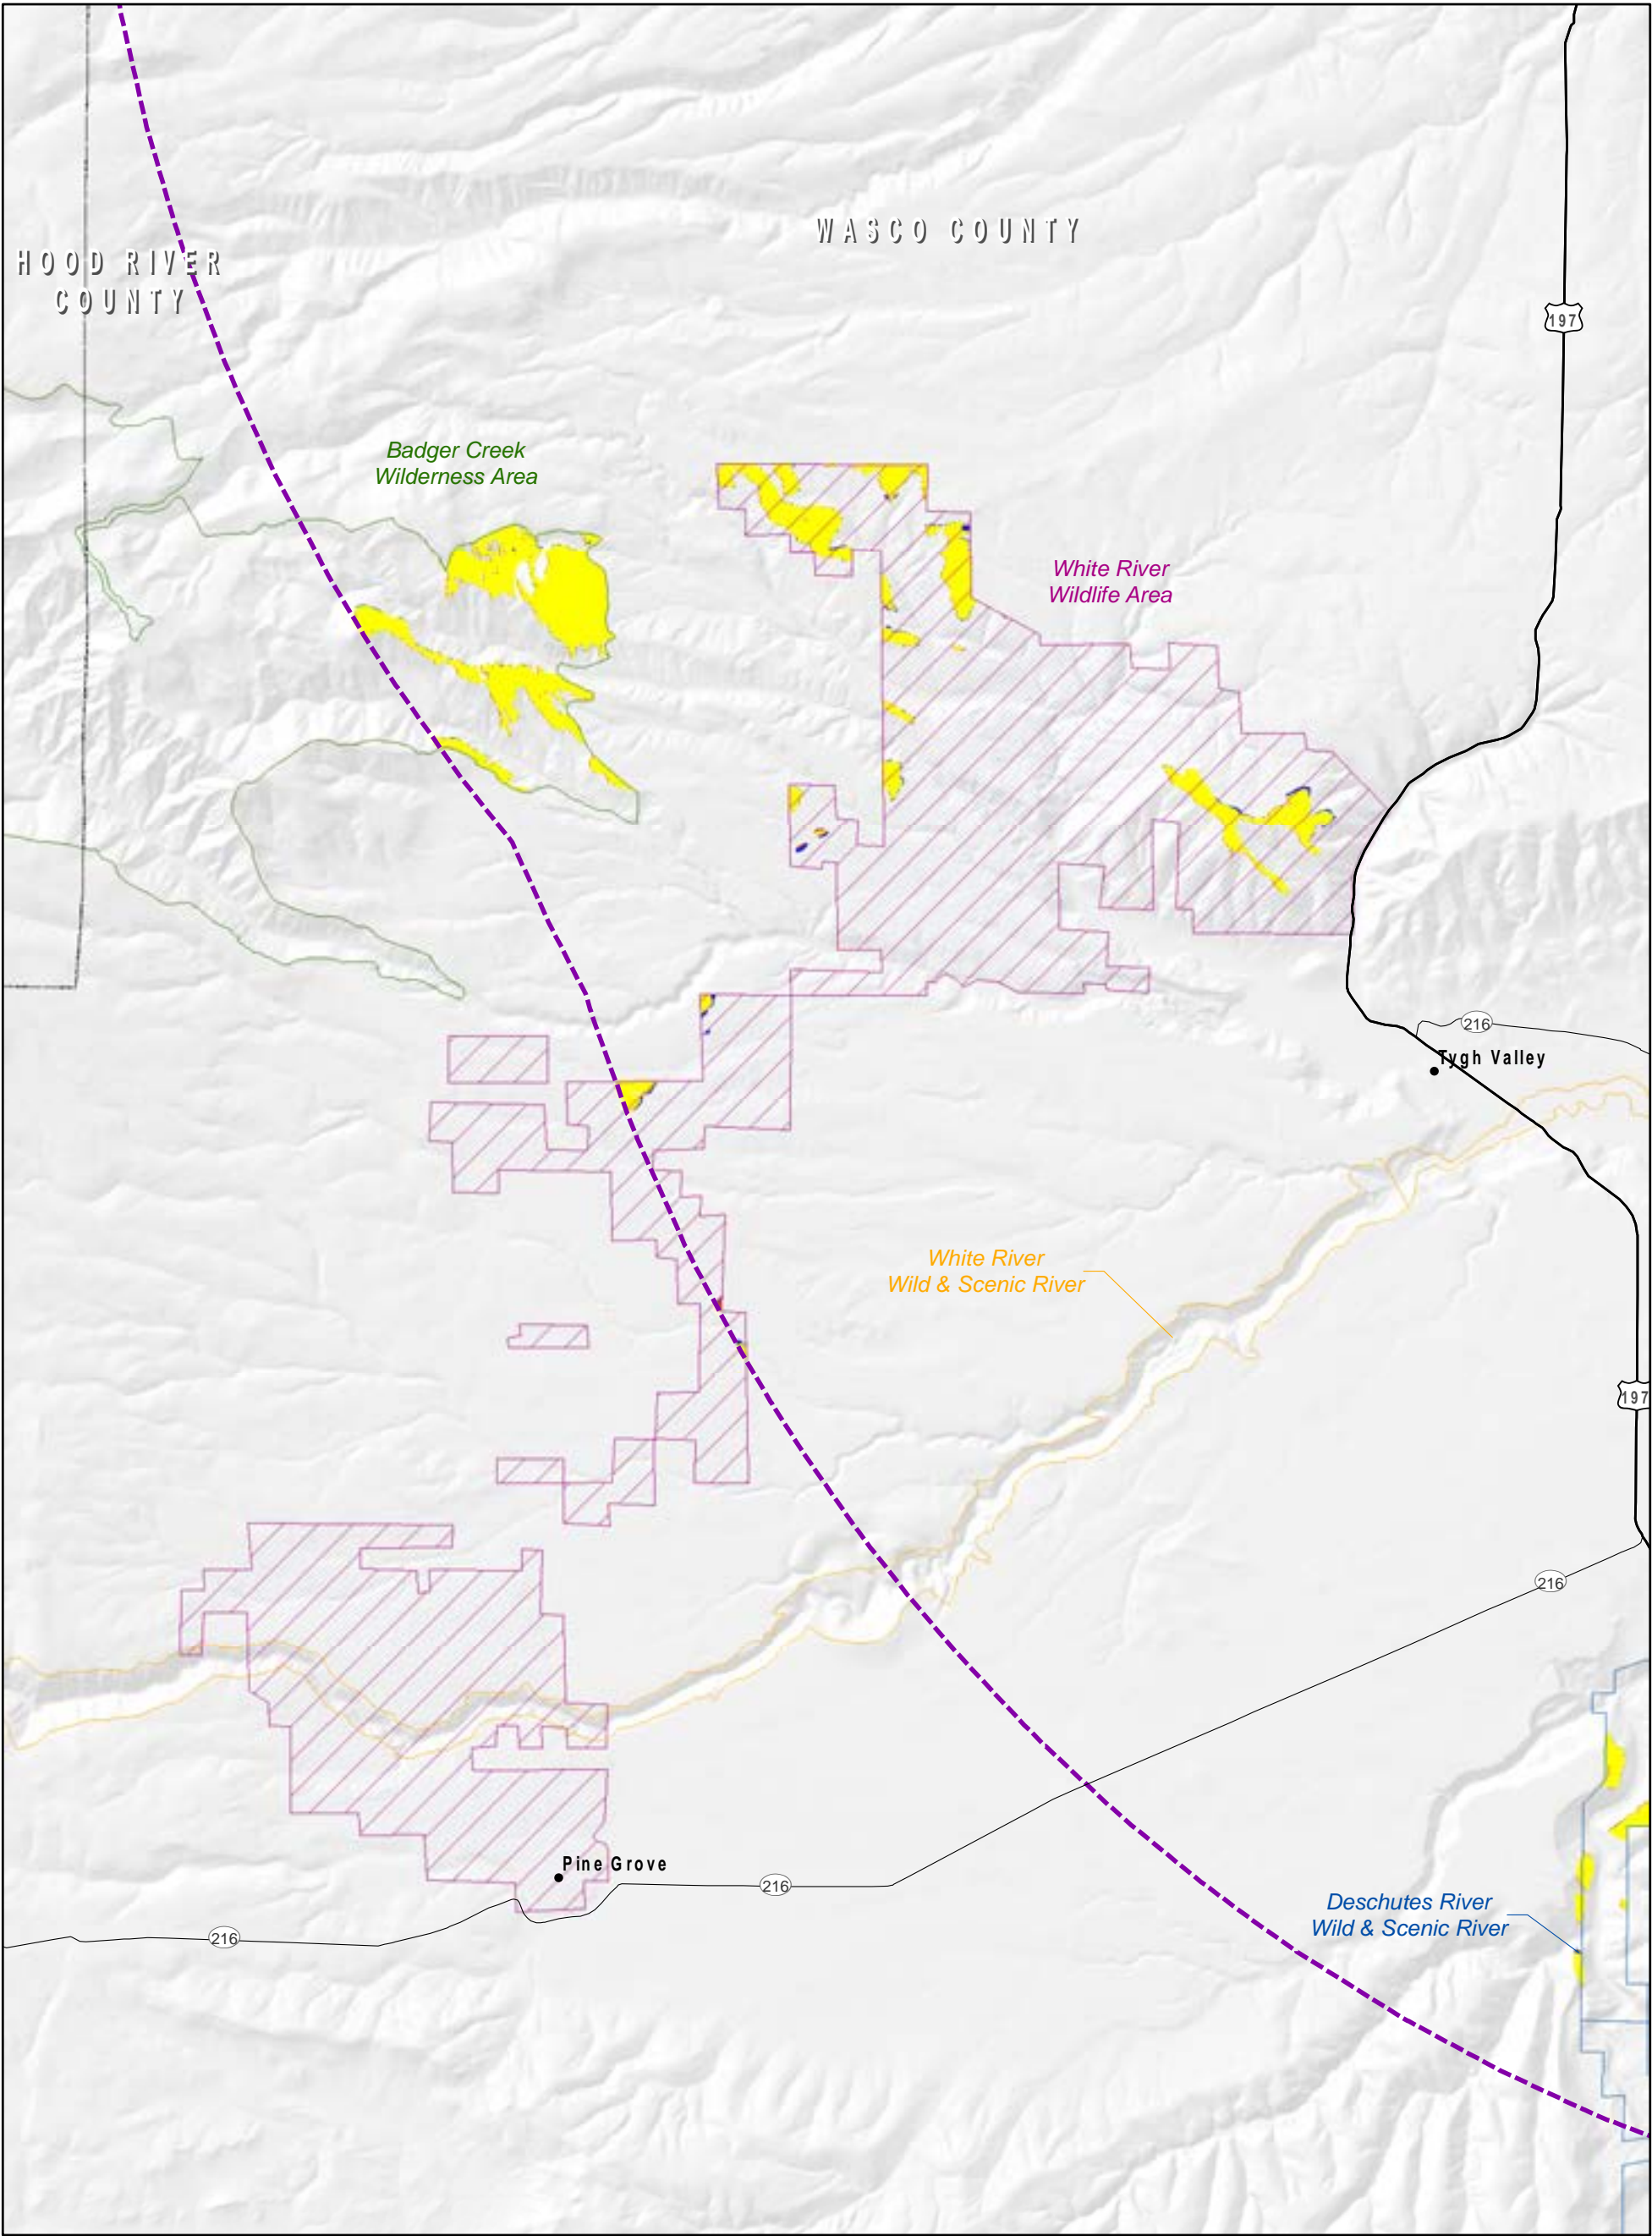 WASCO COUNTY
HOOD RIVER
COUNTY
197
Badger Creek
Wilderness Area
White River
Wildlife Area
216
Tygh Valley
White River
Wild & Scenic River
197
216
Pine Grove
216
Deschutes River
Wild & Scenic River
216